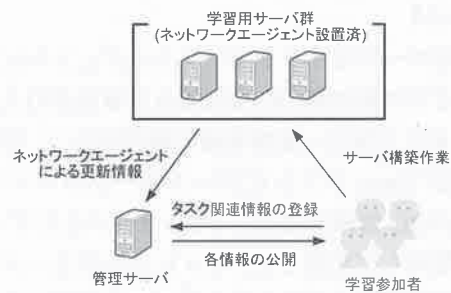 学習用サーバ群
(ネットワークエージェント設置済)
ネットワークエージェント
による更新情報
サーバ構築作業
タスク関連情報の登録
各情報の公開
管理サーバ
学習参加者